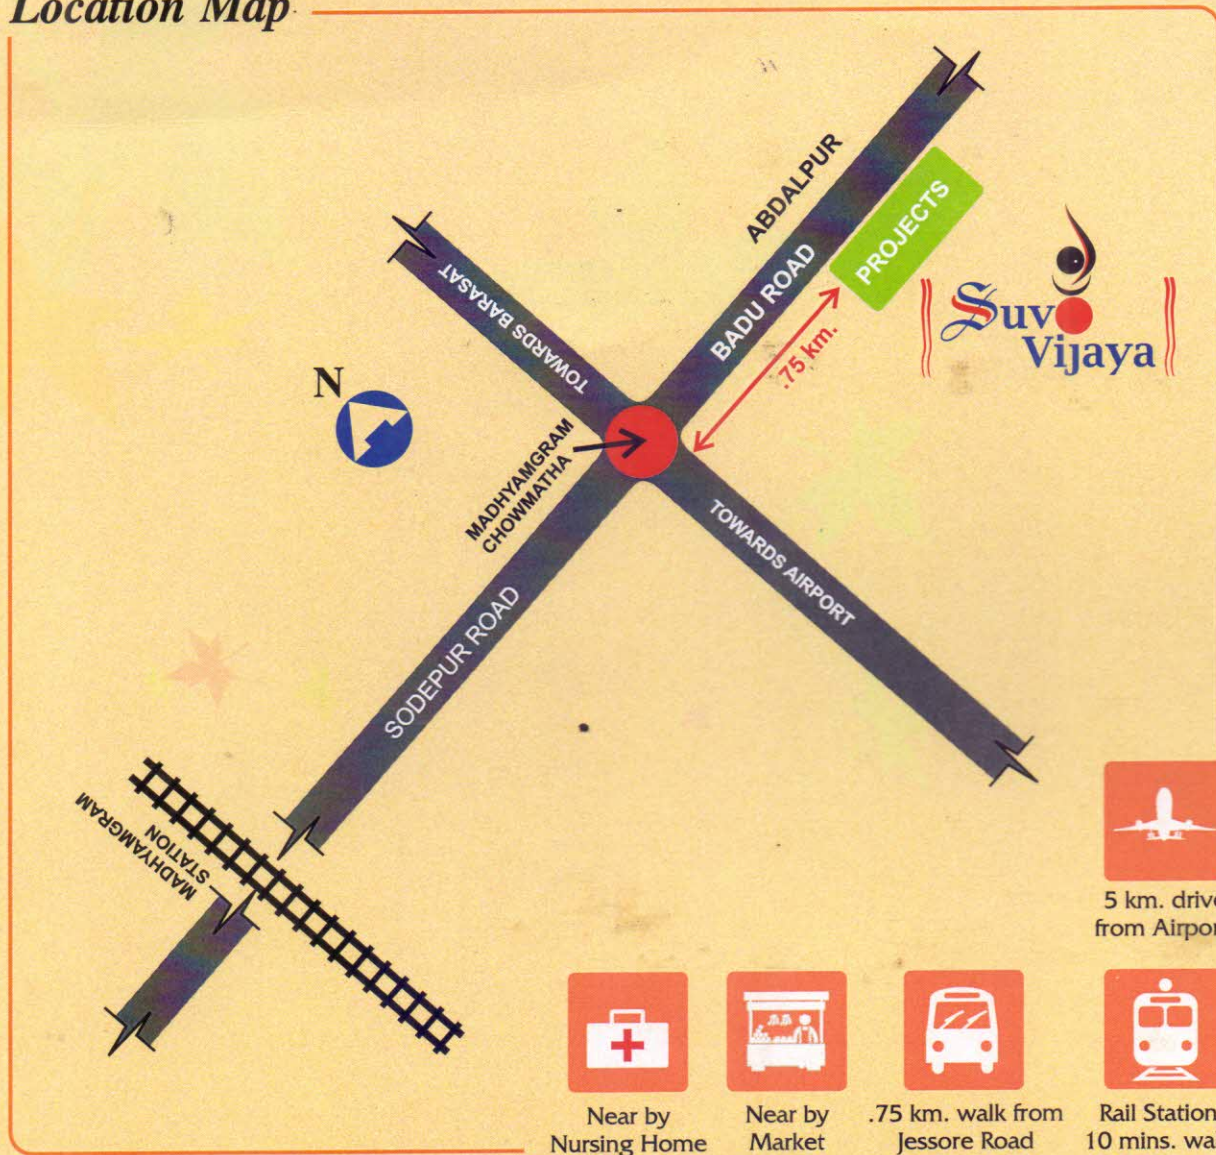 Location Map
ABDALPUR
BADU ROAD
PROJECTS
Suvo
Vijaya
.75 km.
TOWARDS BARASAT
N
MADHYAMGRAM
CHOWMATHA
TOWARDS AIRPORT
SODEPUR ROAD
MADHYAMGRAM
STATION
5 km. drive
from Airpor
Near by
Nursing Home
Near by
Market
.75 km. walk from
Jessore Road
Rail Station
10 mins. wa